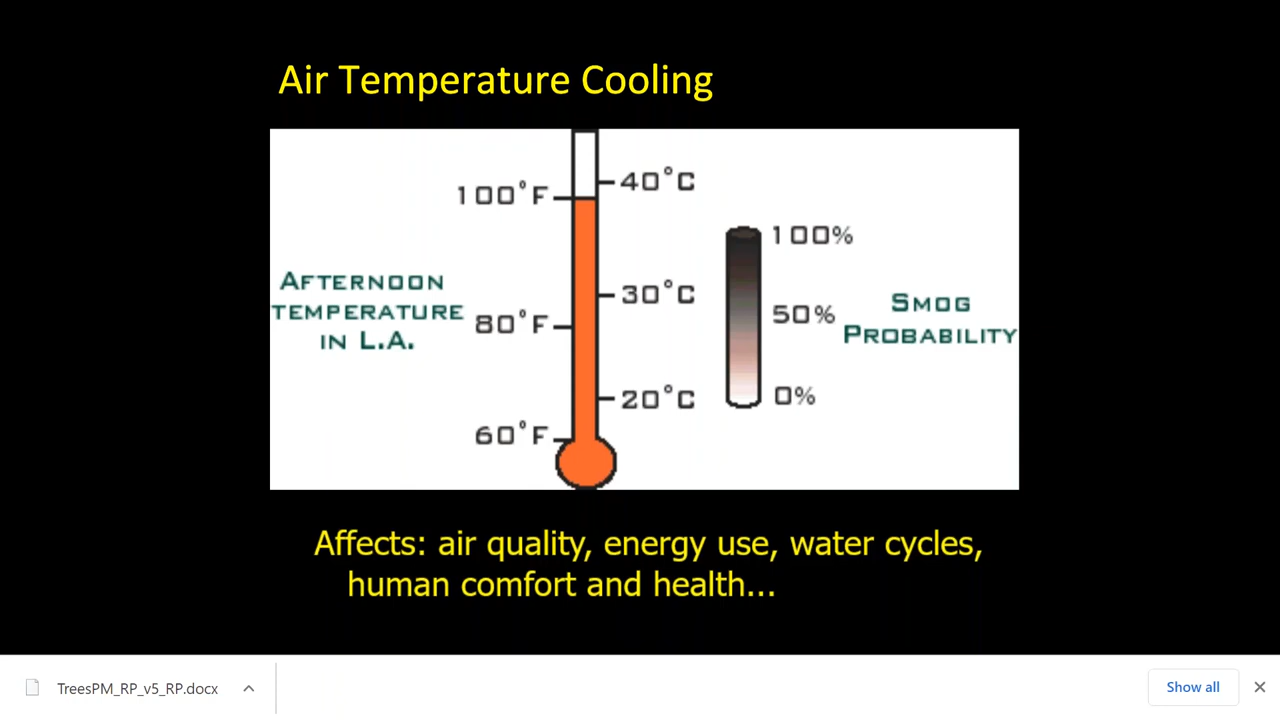 Air Temperature Cooling
100°F
40°C
100%
AFTERNOON
TEMPERATURE
IN L.A.
80°F
30°C
50%
SMOG
PROBABILITY
20°C
0%
60°F
Affects: air quality, energy use, water cycles,
human comfort and health...
TreesPM_RP_v5_RP.docx
Show all